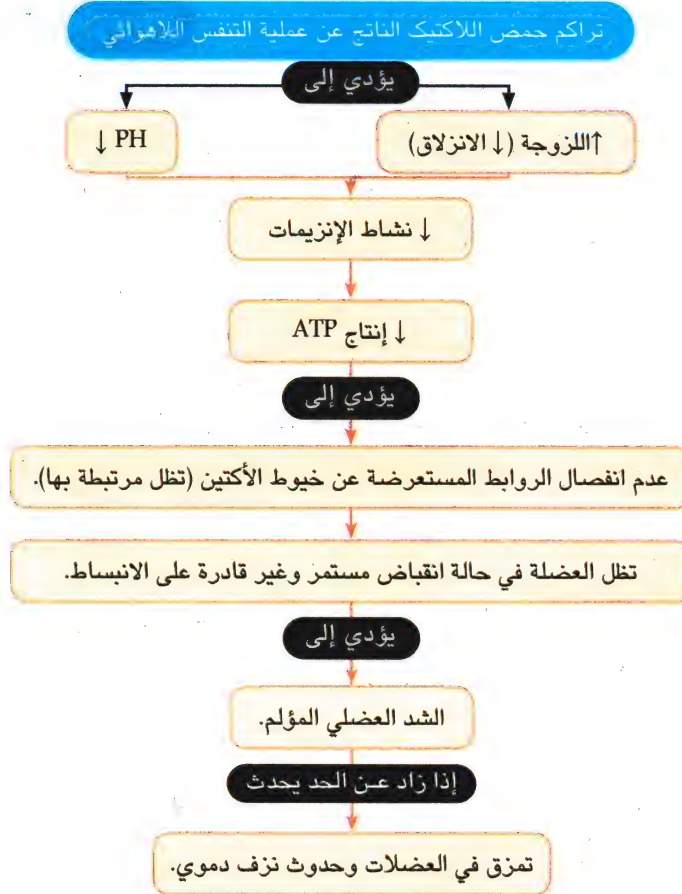 تراكم حمض اللاكتيك الناتج عن عملية التنفس اللاهوائي
يؤدي إلى
↑اللزوجة (↓ الانزلاق)
↓ PH
↓ نشاط الإنزيمات
↓ إنتاج ATP
يؤدي إلى
عدم انفصال الروابط المستعرضة عن خيوط الأكتين (تظل مرتبطة بها).
تظل العضلة في حالة انقباض مستمر وغير قادرة على الانبساط.
يؤدي إلى
الشد العضلي المؤلم.
إذا زاد عن الحد يحدث
تمزق في العضلات وحدوث نزف دموي.